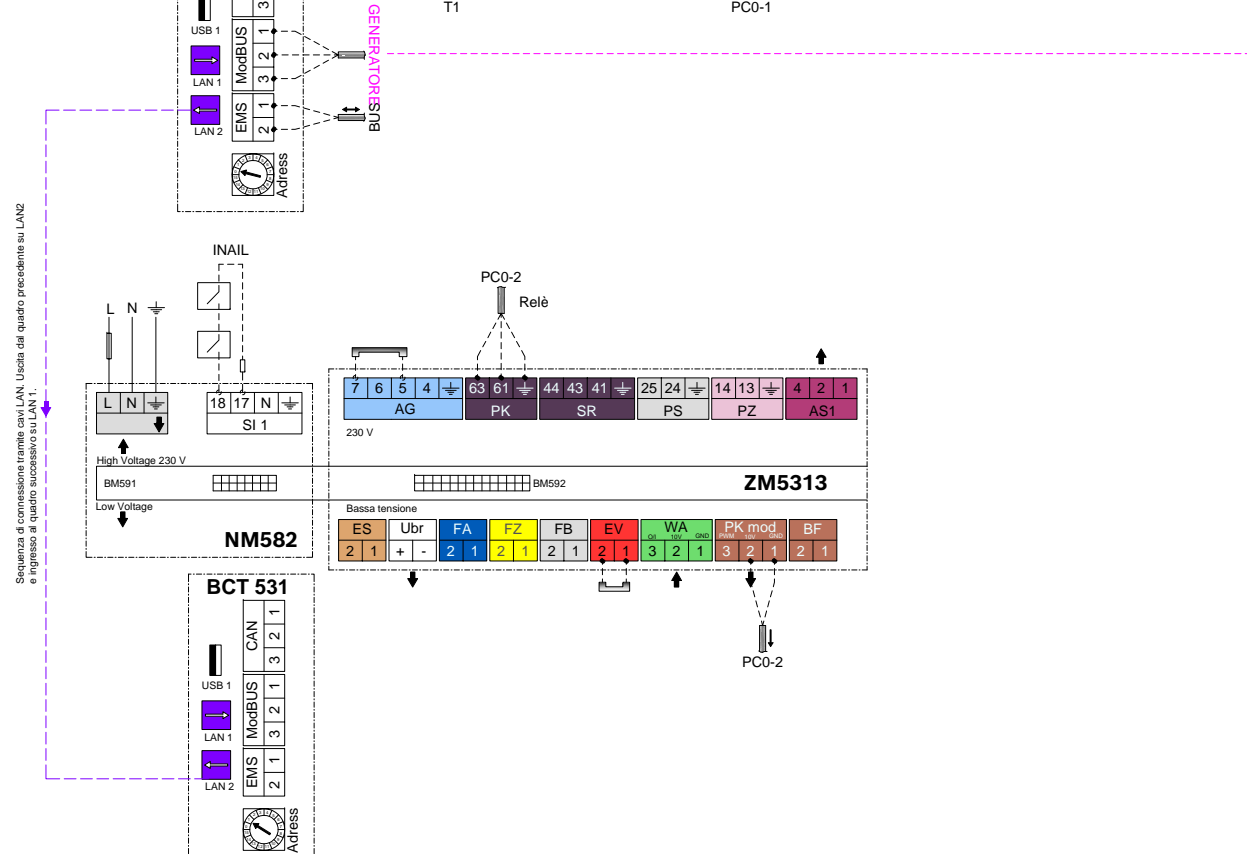 T1
PC0-1
3
USB 1
LAN 1
LAN 2
ModBUS
1
2
3
EMS
1
2
Adress
GENERATORE
BUS
Sequenza di connessione tramite cavi LAN. Uscita dal quadro precedente su LAN2
e ingresso al quadro successivo su LAN 1.
INAIL
L N
PC0-2
Relè
L N
18 17 N
SI 1
High Voltage 230 V
BM591
Low Voltage
NM582
7 6 5 4
AG
63 61
PK
44 43 41
SR
25 24
PS
14 13
PZ
4 2 1
AS1
230 V
BM592
ZM5313
Bassa tensione
ES
2 1
Ubr
+ -
FA
2 1
FZ
2 1
FB
2 1
EV
2 1
WA
0/I 10V GND
3 2 1
PK mod
PWM 10V GND
3 2 1
BF
2 1
PC0-2
BCT 531
CAN
1
2
3
USB 1
LAN 1
LAN 2
ModBUS
1
2
3
EMS
1
2
Adress